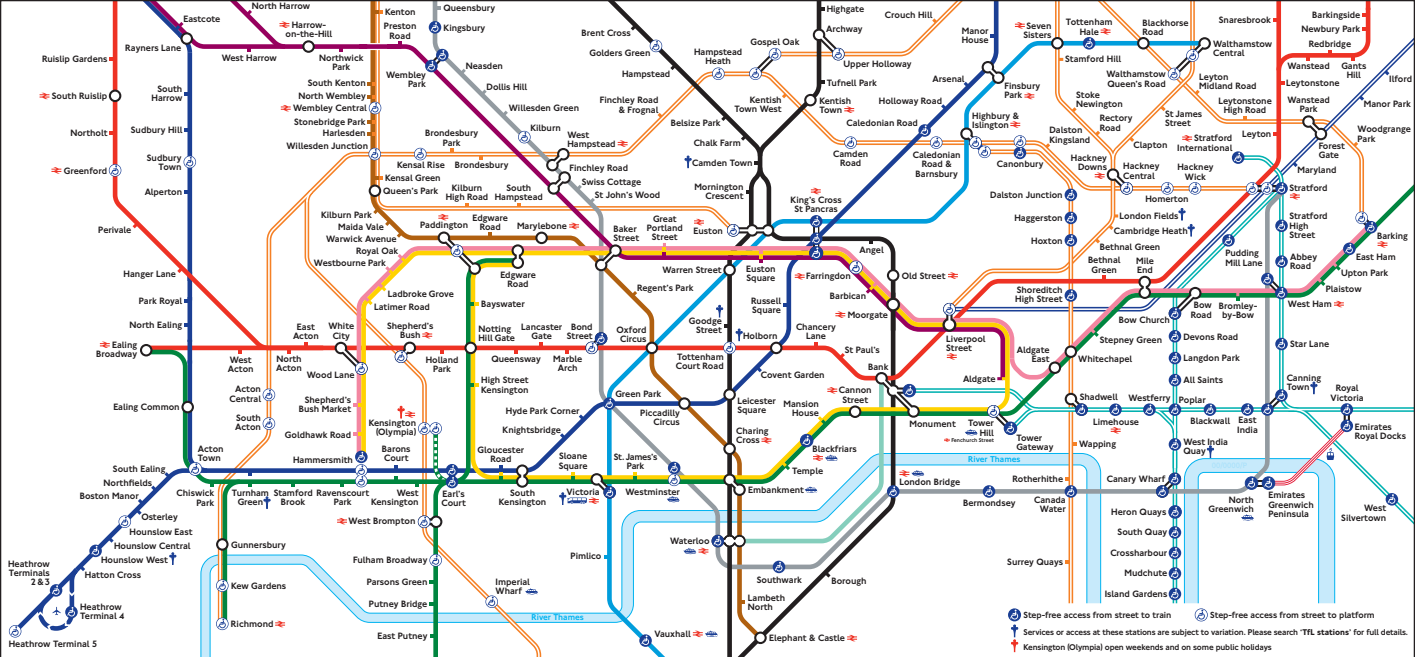 North Harrow
Eastcote
Harrow-
on-the-Hill
Rayners Lane
West Harrow
Northwick
Park
Kenton
Preston
Road
Queensbury
Kingsbury
Wembley
Park
Neasden
Dollis Hill
Willesden Green
Kilburn
West
Hampstead
Finchley Road
Swiss Cottage
St John's Wood
Brent Cross
Golders Green
Hampstead
Belsize Park
Chalk Farm
Camden Town
Mornington
Crescent
Finchley Road
& Frognal
Hampstead
Heath
Gospel Oak
Highgate
Archway
Upper Holloway
Crouch Hill
Tufnell Park
Kentish
Town West
Kentish
Town
Manor
House
Arsenal
Holloway Road
Caledonian Road
Finsbury
Park
Highbury &
Islington
Camden
Road
Caledonian
Road &
Barnsbury
Canonbury
Seven
Sisters
Tottenham
Hale
Blackhorse
Road
Walthamstow
Central
Stamford Hill
Walthamstow
Queen's Road
Stoke
Newington
Rectory
Road
St James
Street
Clapton
Leyton
Midland Road
Leytonstone
High Road
Snaresbrook
Barkingside
Newbury Park
Redbridge
Wanstead
Gants
Hill
Leytonstone
Wanstead
Park
Leyton
Ilford
Manor Park
Woodgrange
Park
Forest
Gate
Maryland
Dalston
Kingsland
Hackney
Downs
Hackney
Central
Hackney
Wick
Homerton
Stratford
International
Stratford
London Fields
Cambridge Heath
Dalston Junction
Haggerston
Hoxton
Bethnal Green
Bethnal
Green
Mile
End
Shoreditch
High Street
Stratford
High
Street
Pudding
Mill Lane
Abbey
Road
Barking
East Ham
Upton Park
Plaistow
West Ham
Bromley-
by-Bow
Bow
Road
Bow Church
Stepney Green
Devons Road
Langdon Park
All Saints
Star Lane
Canning
Town
Royal
Victoria
Ruislip Gardens
South Ruislip
Northolt
Greenford
Perivale
Hanger Lane
South
Harrow
Sudbury Hill
Sudbury
Town
Alperton
Park Royal
North Ealing
Ealing
Broadway
Ealing Common
South Kenton
North Wembley
Wembley Central
Stonebridge Park
Harlesden
Willesden Junction
Kensal Green
Queen's Park
Kensal Rise
Brondesbury
Park
Brondesbury
Kilburn
High Road
South
Hampstead
Kilburn Park
Maida Vale
Warwick Avenue
Royal Oak
Westbourne Park
Ladbroke Grove
Latimer Road
Paddington
Edgware
Road
Marylebone
Baker
Street
Great
Portland
Street
Euston
King's Cross
St Pancras
Warren Street
Euston
Square
Edgware
Road
Regent's Park
Bayswater
Angel
Farringdon
Barbican
Old Street
Moorgate
Liverpool
Street
Aldgate
East
Whitechapel
Aldgate
Russell
Square
Goodge
Street
Holborn
Chancery
Lane
St Paul's
Bank
East
Acton
White
City
West
Acton
North
Acton
Wood Lane
Shepherd's
Bush
Holland
Park
Notting
Hill Gate
Lancaster
Gate
Queensway
Marble
Arch
Bond
Street
Oxford
Circus
Tottenham
Court Road
Covent Garden
Acton
Central
South
Acton
Shepherd's
Bush Market
Goldhawk Road
Hammersmith
Kensington
(Olympia)
High Street
Kensington
Green Park
Hyde Park Corner
Knightsbridge
Piccadilly
Circus
Leicester
Square
Charing
Cross
Mansion
House
Cannon
Street
Blackfriars
Temple
Monument
Tower
Hill
Fenchurch Street
Tower
Gateway
Shadwell
Limehouse
Westferry
Poplar
Blackwall
East
India
Emirates
Royal Docks
Wapping
Rotherhithe
Canada
Water
Surrey Quays
West India
Quay
Canary Wharf
Heron Quays
South Quay
Crossharbour
Mudchute
Island Gardens
North
Greenwich
Emirates
Greenwich
Peninsula
West
Silvertown
Acton
Town
South Ealing
Northfields
Boston Manor
Osterley
Hounslow East
Hounslow Central
Hounslow West
Hatton Cross
Heathrow
Terminals
2 & 3
Heathrow
Terminal 4
Heathrow Terminal 5
Chiswick
Park
Turnham
Green
Stamford
Brook
Ravenscourt
Park
Barons
Court
West
Kensington
Earl's
Court
Gloucester
Road
South
Kensington
Sloane
Square
Victoria
St. James's
Park
Westminster
Embankment
Gunnersbury
Kew Gardens
Richmond
West Brompton
Fulham Broadway
Parsons Green
Putney Bridge
East Putney
Imperial
Wharf
Pimlico
Vauxhall
Waterloo
Southwark
Lambeth
North
Elephant & Castle
Borough
London Bridge
Bermondsey
River Thames
River Thames
Step-free access from street to train
Step-free access from street to platform
Services or access at these stations are subject to variation. Please search 'TfL stations' for full details.
Kensington (Olympia) open weekends and on some public holidays